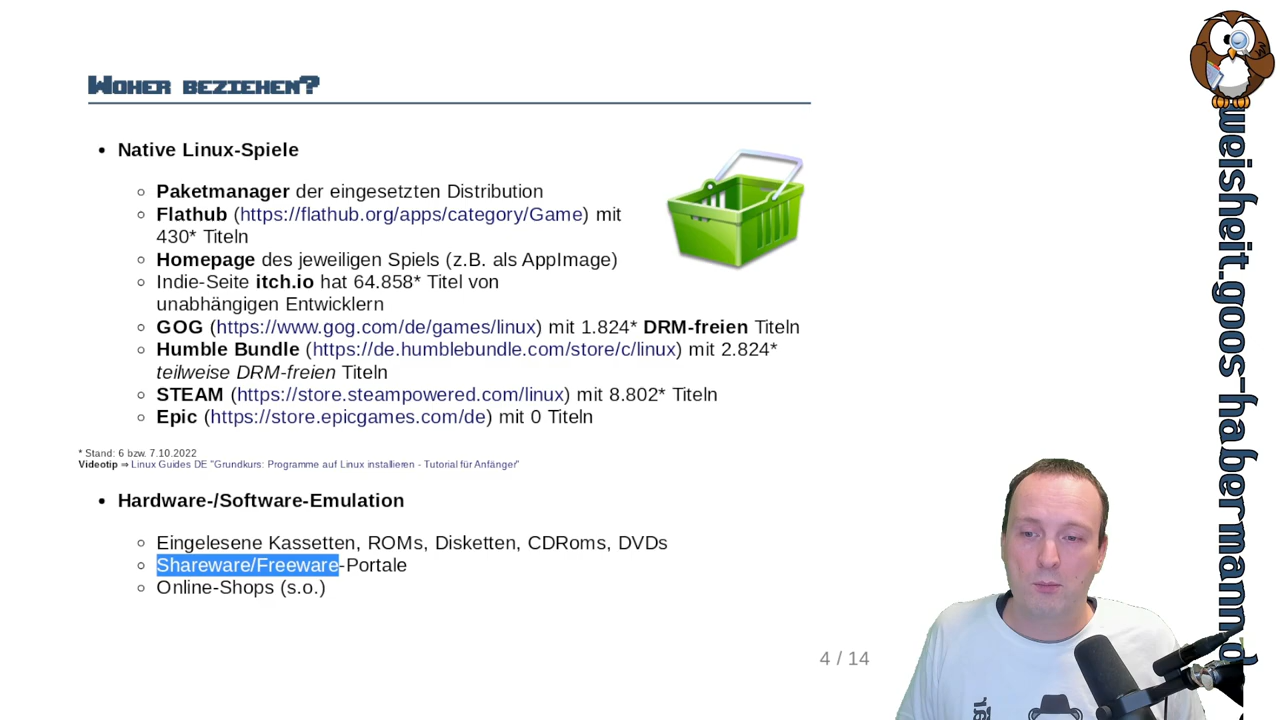 Woher beziehen?
• Native Linux-Spiele
◦ Paketmanager der eingesetzten Distribution
◦ Flathub (https://flathub.org/apps/category/Game) mit
430* Titeln
◦ Homepage des jeweiligen Spiels (z.B. als AppImage)
◦ Indie-Seite itch.io hat 64.858* Titel von
unabhängigen Entwicklern
◦ GOG (https://www.gog.com/de/games/linux) mit 1.824* DRM-freien Titeln
◦ Humble Bundle (https://de.humblebundle.com/store/c/linux) mit 2.824*
teilweise DRM-freien Titeln
◦ STEAM (https://store.steampowered.com/linux) mit 8.802* Titeln
◦ Epic (https://store.epicgames.com/de) mit 0 Titeln
* Stand: 6 bzw. 7.10.2022
Videotip ⇒ Linux Guides DE "Grundkurs: Programme auf Linux installieren - Tutorial für Anfänger"
• Hardware-/Software-Emulation
◦ Eingelesene Kassetten, ROMs, Disketten, CDRoms, DVDs
◦ Shareware/Freeware-Portale
◦ Online-Shops (s.o.)
4 / 14
weisheit.goos-habermann.d